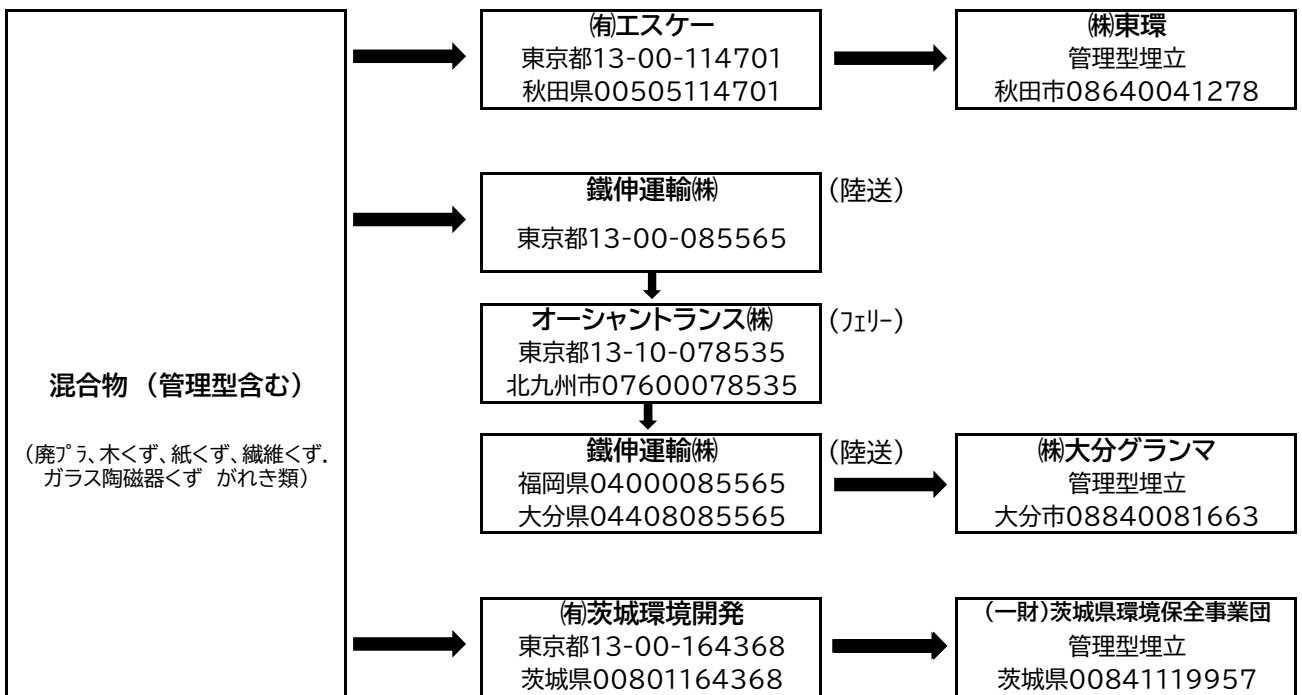 混合物 （管理型含む）
（廃プラ、木くず、紙くず、繊維くず.
ガラス陶磁器くず がれき類）
㈲エスケー
東京都13-00-114701
秋田県00505114701
㈱東環
管理型埋立
秋田市08640041278
鐵伸運輸㈱
東京都13-00-085565
（陸送）
オーシャントランス㈱
東京都13-10-078535
北九州市07600078535
（ﾌｪﾘｰ）
鐵伸運輸㈱
福岡県04000085565
大分県04408085565
（陸送）
㈱大分グランマ
管理型埋立
大分市08840081663
㈲茨城環境開発
東京都13-00-164368
茨城県00801164368
（一財）茨城県環境保全事業団
管理型埋立
茨城県00841119957